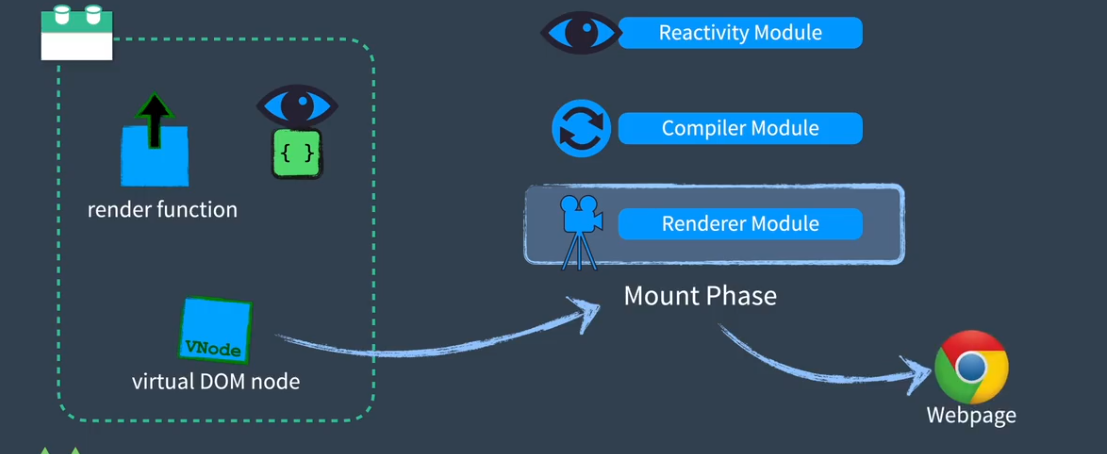 Reactivity Module
Compiler Module
{ }
render function
Renderer Module
Mount Phase
VNode
virtual DOM node
Webpage